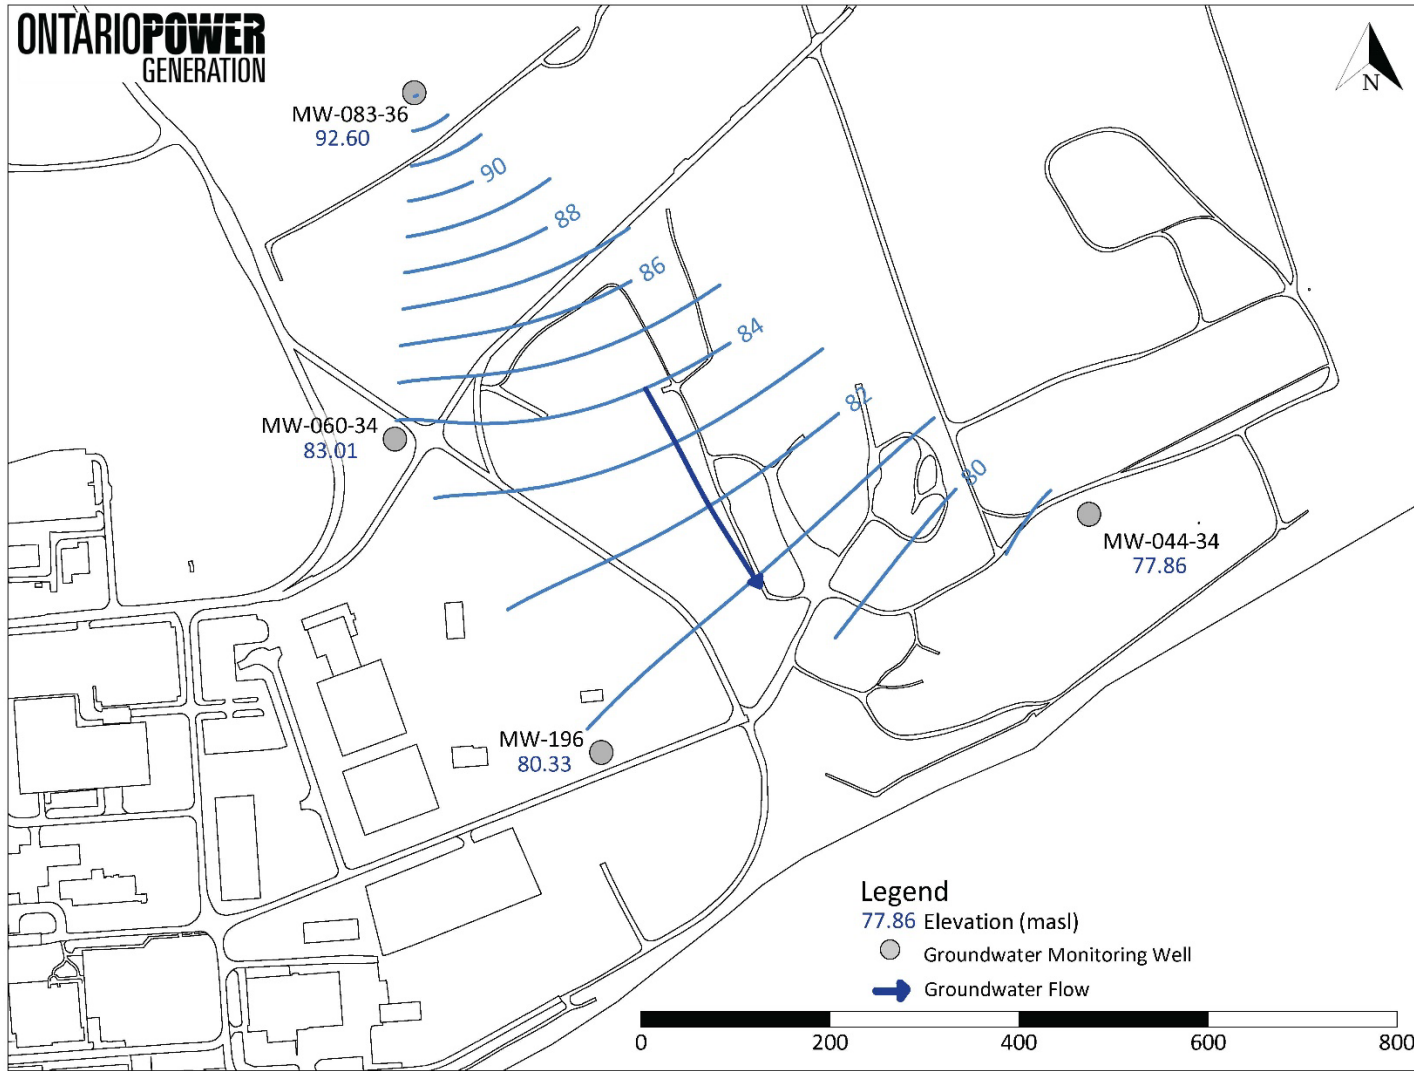 ONTARIOPOWER
GENERATION
N
MW-083-36
92.60
90
88
86
84
82
80
MW-060-34
83.01
MW-044-34
77.86
MW-196
80.33
Legend
77.86 Elevation (masl)
Groundwater Monitoring Well
Groundwater Flow
0 200 400 600 800